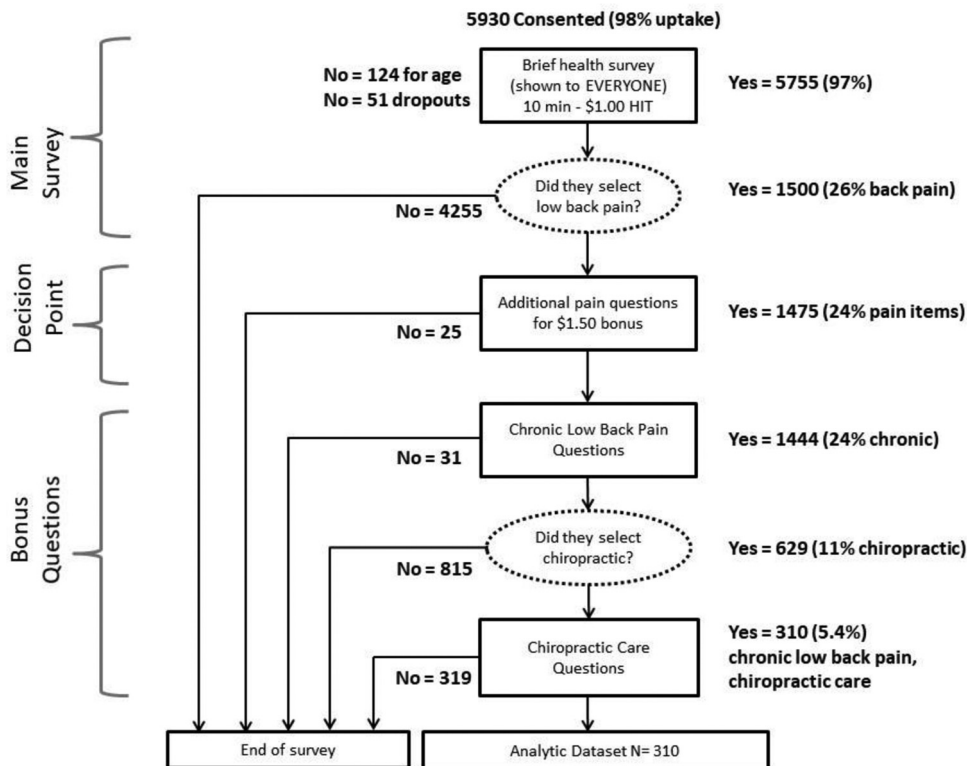 5930 Consented (98% uptake)
Main
Survey
No = 124 for age
No = 51 dropouts
Brief health survey
(shown to EVERYONE)
10 min - $1.00 HIT
Yes = 5755 (97%)
Did they select
low back pain?
No = 4255
Yes = 1500 (26% back pain)
Decision
Point
Additional pain questions
for $1.50 bonus
No = 25
Yes = 1475 (24% pain items)
Bonus
Questions
Chronic Low Back Pain
Questions
No = 31
Yes = 1444 (24% chronic)
Did they select
chiropractic?
No = 815
Yes = 629 (11% chiropractic)
Chiropractic Care
Questions
No = 319
Yes = 310 (5.4%)
chronic low back pain,
chiropractic care
End of survey
Analytic Dataset N= 310